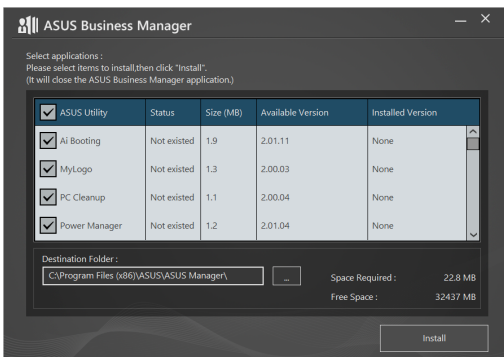 ASUS Business Manager
Select applications :
Please select items to install,then click "Install".
(It will close the ASUS Business Manager application.)
ASUS Utility Status Size (MB) Available Version Installed Version
Ai Booting Not existed 1.9 2.01.11 None
MyLogo Not existed 1.3 2.00.03 None
PC Cleanup Not existed 1.1 2.00.04 None
Power Manager Not existed 1.2 2.01.04 None
Destination Folder :
C:\Program Files (x86)\ASUS\ASUS Manager\ ... Space Required : 22.8 MB
Free Space : 32437 MB
Install